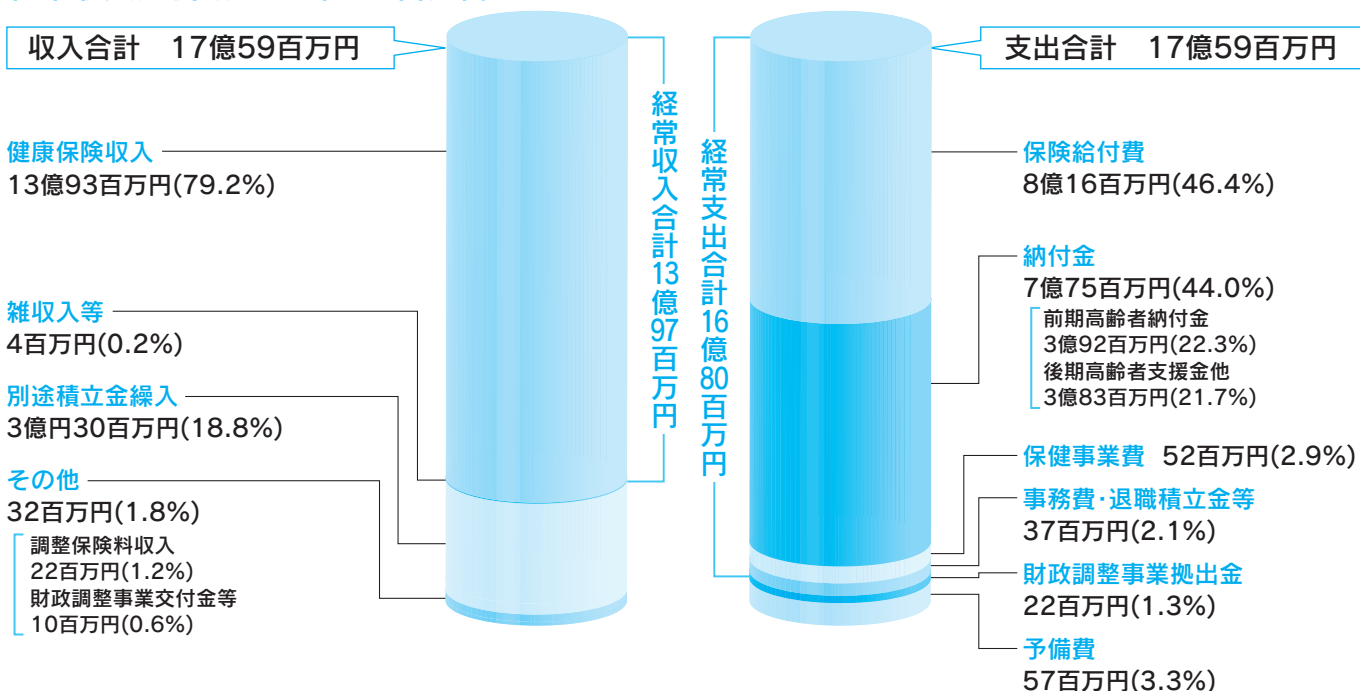 収入合計 17億59百万円
健康保険収入
13億93百万円(79.2%)
雑収入等
4百万円(0.2%)
別途積立金繰入
3億円30百万円(18.8%)
その他
32百万円(1.8%)
調整保険料収入
22百万円(1.2%)
財政調整事業交付金等
10百万円(0.6%)
経常収入合計13億97百万円
経常支出合計16億80百万円
支出合計 17億59百万円
保険給付費
8億16百万円(46.4%)
納付金
7億75百万円(44.0%)
前期高齢者納付金
3億92百万円(22.3%)
後期高齢者支援金他
3億83百万円(21.7%)
保健事業費 52百万円(2.9%)
事務費・退職積立金等
37百万円(2.1%)
財政調整事業拠出金
22百万円(1.3%)
予備費
57百万円(3.3%)